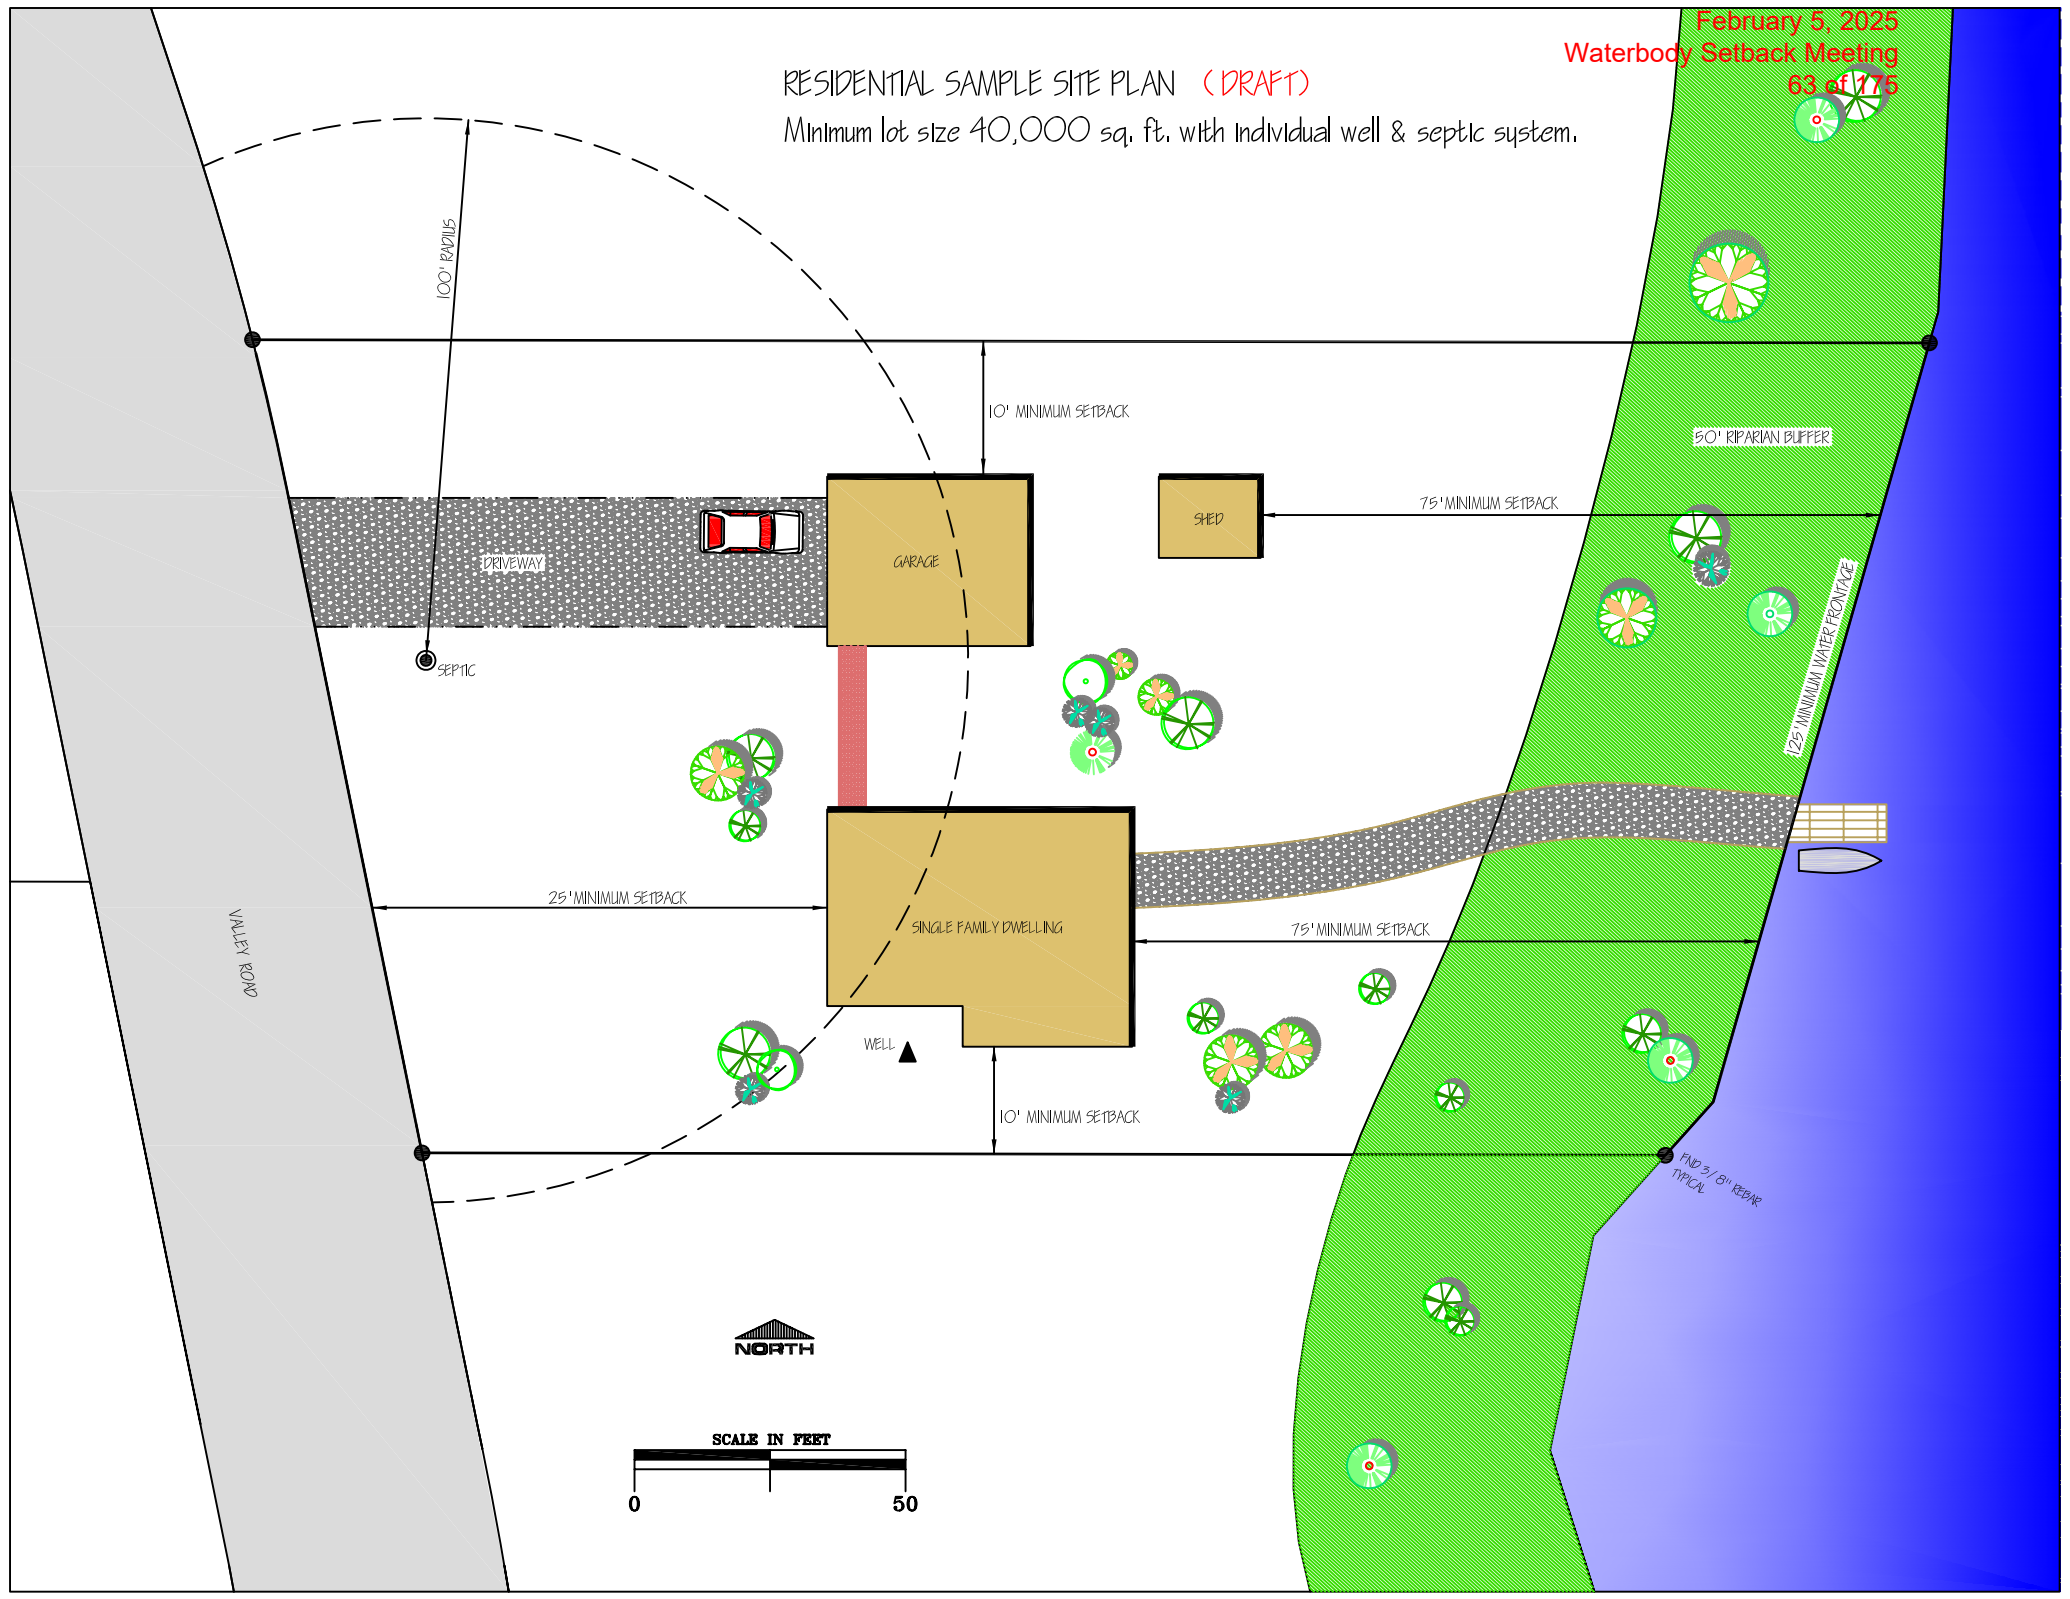 February 5, 2025
Waterbody Setback Meeting
63 of 175
RESIDENTIAL SAMPLE SITE PLAN (DRAFT)
Minimum lot size 40,000 sq. ft. with individual well & septic system.
100' RADIUS
10' MINIMUM SETBACK
50' RIPARIAN BUFFER
75' MINIMUM SETBACK
SHED
GARAGE
DRIVEWAY
125' MINIMUM WATER FRONTAGE
SEPTIC
25' MINIMUM SETBACK
SINGLE FAMILY DWELLING
75' MINIMUM SETBACK
VALLEY ROAD
WELL
10' MINIMUM SETBACK
FND 3/8" REBAR
TYPICAL
NORTH
SCALE IN FEET
0 50